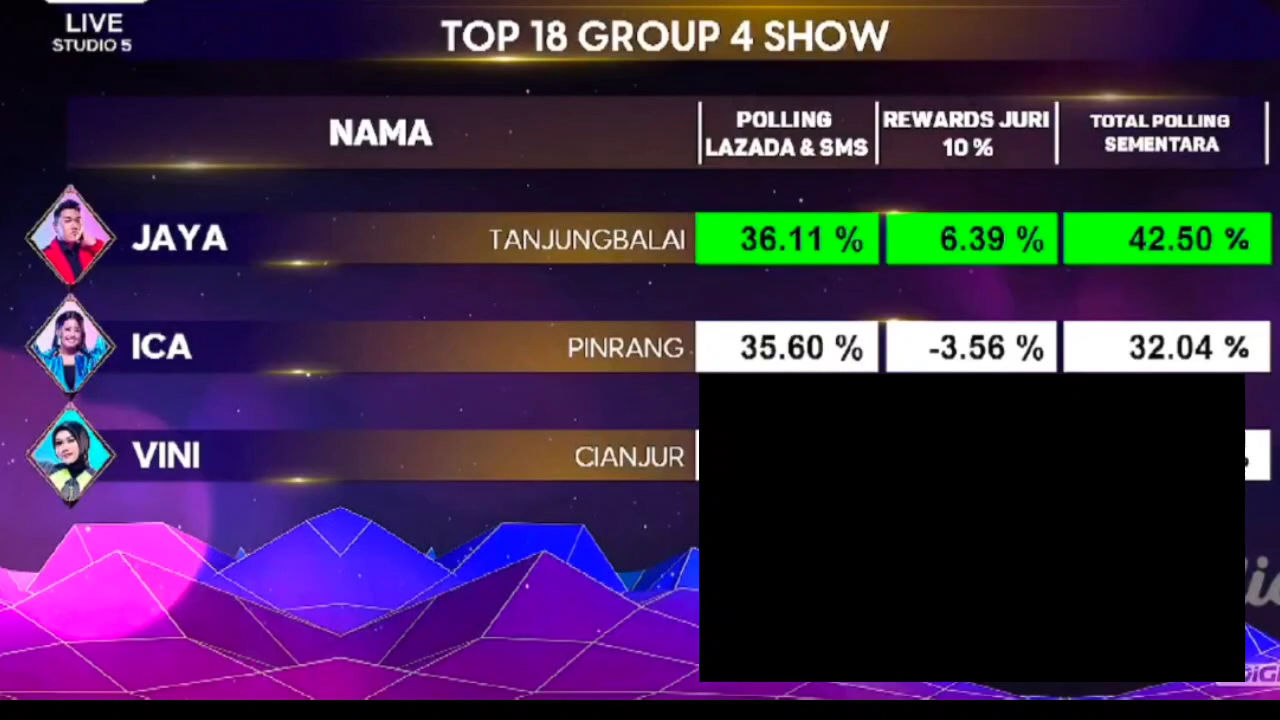 LIVE
STUDIO 5
TOP 18 GROUP 4 SHOW
NAMA
POLLING
LAZADA & SMS
REWARDS JURI
10 %
TOTAL POLLING
SEMENTARA
JAYA TANJUNGBALAI 36.11 % 6.39 % 42.50 %
ICA PINRANG 35.60 % -3.56 % 32.04 %
VINI CIANJUR